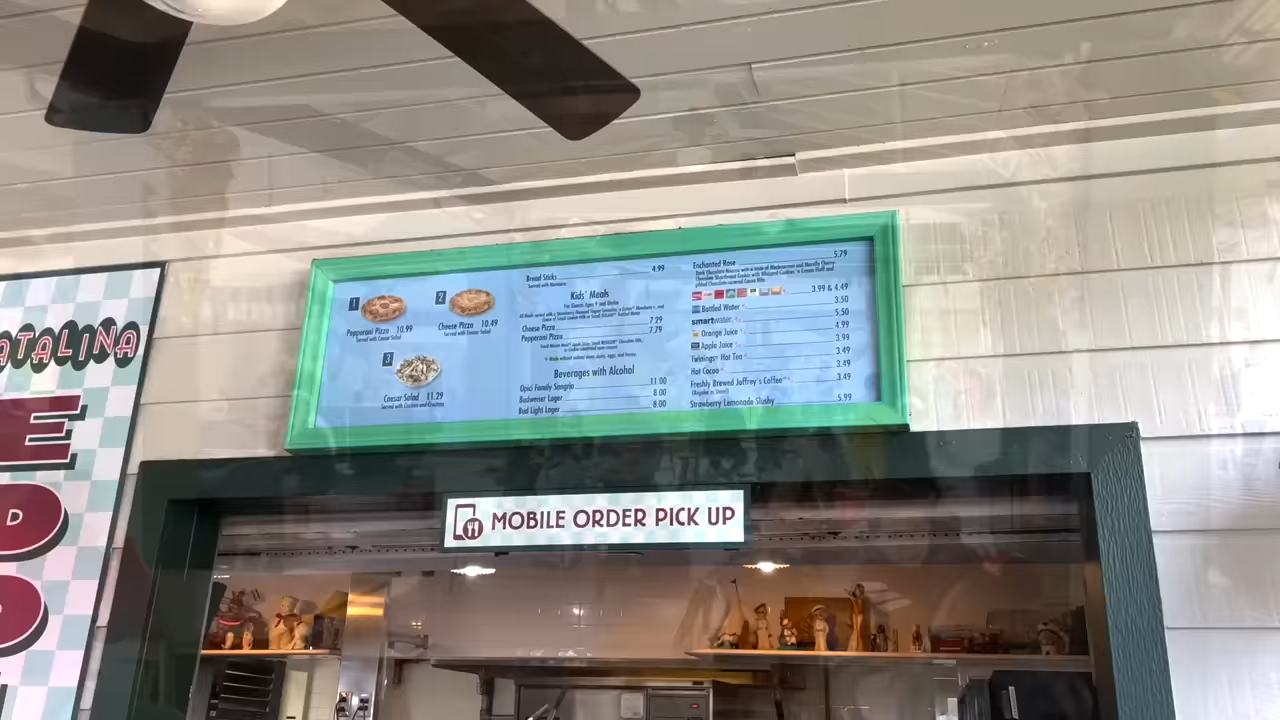 ATALINA
E
1
Pepperoni Pizza 10.99
Served with Caesar Salad
2
Cheese Pizza 10.49
Served with Caesar Salad
3
Caesar Salad 11.29
Served with Croutons and
Bread Sticks 4.99
Served with Marinara
Kids' Meals
For Guests Ages 9 and Under
Cheese Pizza 7.29
Pepperoni Pizza 7.79
Beverages with Alcohol
Opici Family Sangria 11.00
Budweiser Lager 8.00
Bud Light Lager 8.00
Enchanted Rose 5.79
3.99 & 4.49
Bottled Water 3.50
smartwater 5.50
Orange Juice 4.99
Apple Juice 3.99
Twinings® Hot Tea 3.49
Hot Cocoa 3.49
Freshly Brewed Joffrey's Coffee™ 3.49
(Regular or Decaf)
Strawberry Lemonade Slushy 5.99
MOBILE ORDER PICK UP